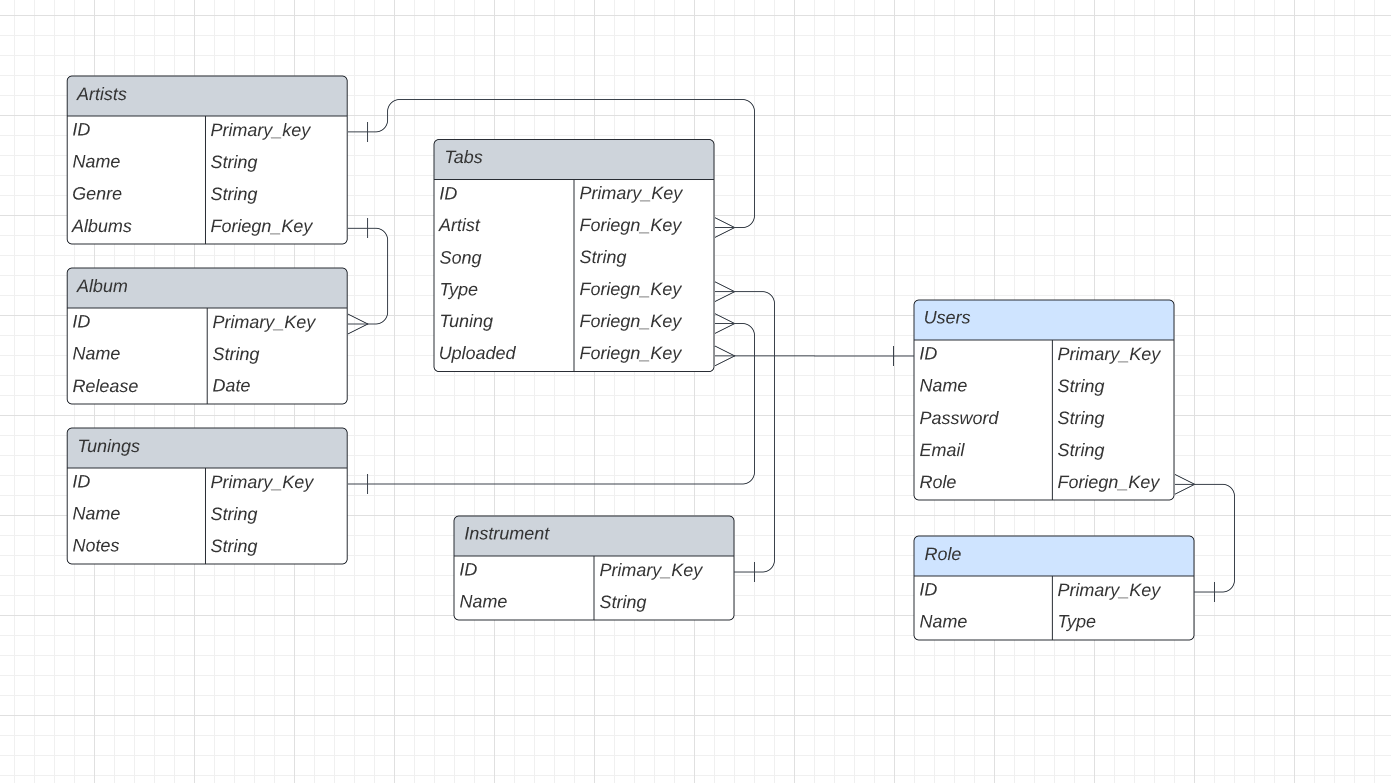 Artists
ID Primary_key
Name String
Genre String
Albums Foriegn_Key
Album
ID Primary_Key
Name String
Release Date
Tunings
ID Primary_Key
Name String
Notes String
Tabs
ID Primary_Key
Artist Foriegn_Key
Song String
Type Foriegn_Key
Tuning Foriegn_Key
Uploaded Foriegn_Key
Instrument
ID Primary_Key
Name String
Users
ID Primary_Key
Name String
Password String
Email String
Role Foriegn_Key
Role
ID Primary_Key
Name Type